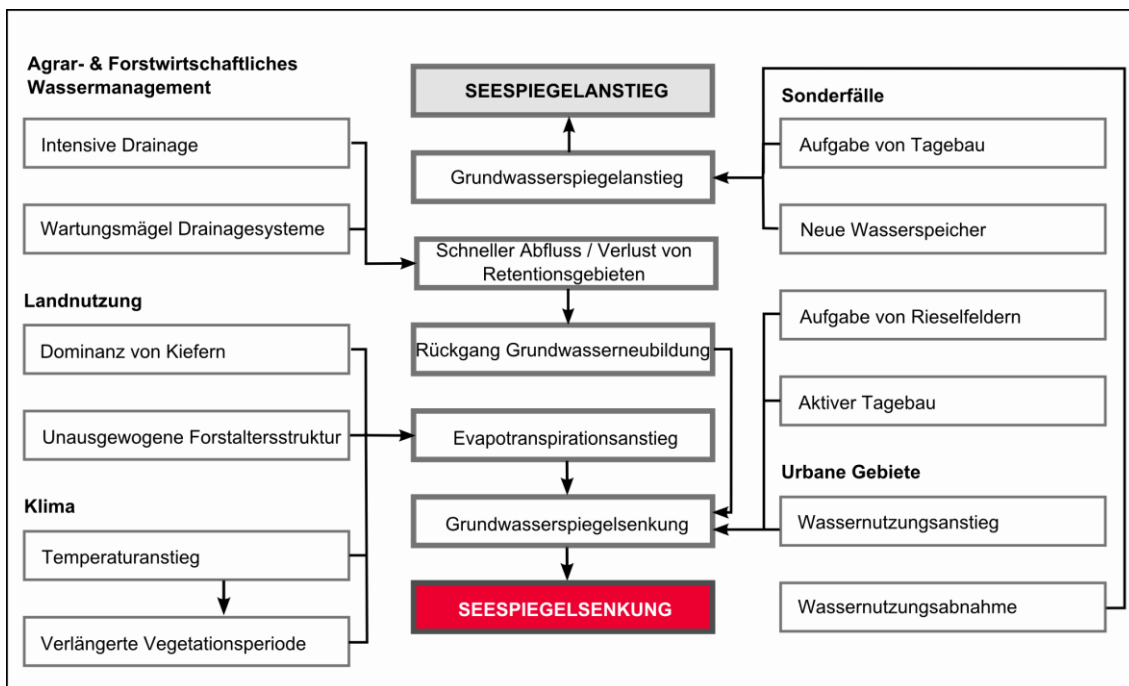 Agrar- & Forstwirtschaftliches
Wassermanagement
Intensive Drainage
Wartungsmägel Drainagesysteme
Landnutzung
Dominanz von Kiefern
Unausgewogene Forstaltersstruktur
Klima
Temperaturanstieg
Verlängerte Vegetationsperiode
SEESPIEGELANSTIEG
Grundwasserspiegelanstieg
Schneller Abfluss / Verlust von
Retentionsgebieten
Rückgang Grundwasserneubildung
Evapotranspirationsanstieg
Grundwasserspiegelsenkung
SEESPIEGELSENKUNG
Sonderfälle
Aufgabe von Tagebau
Neue Wasserspeicher
Aufgabe von Rieselfeldern
Aktiver Tagebau
Urbane Gebiete
Wassernutzungsanstieg
Wassernutzungsabnahme